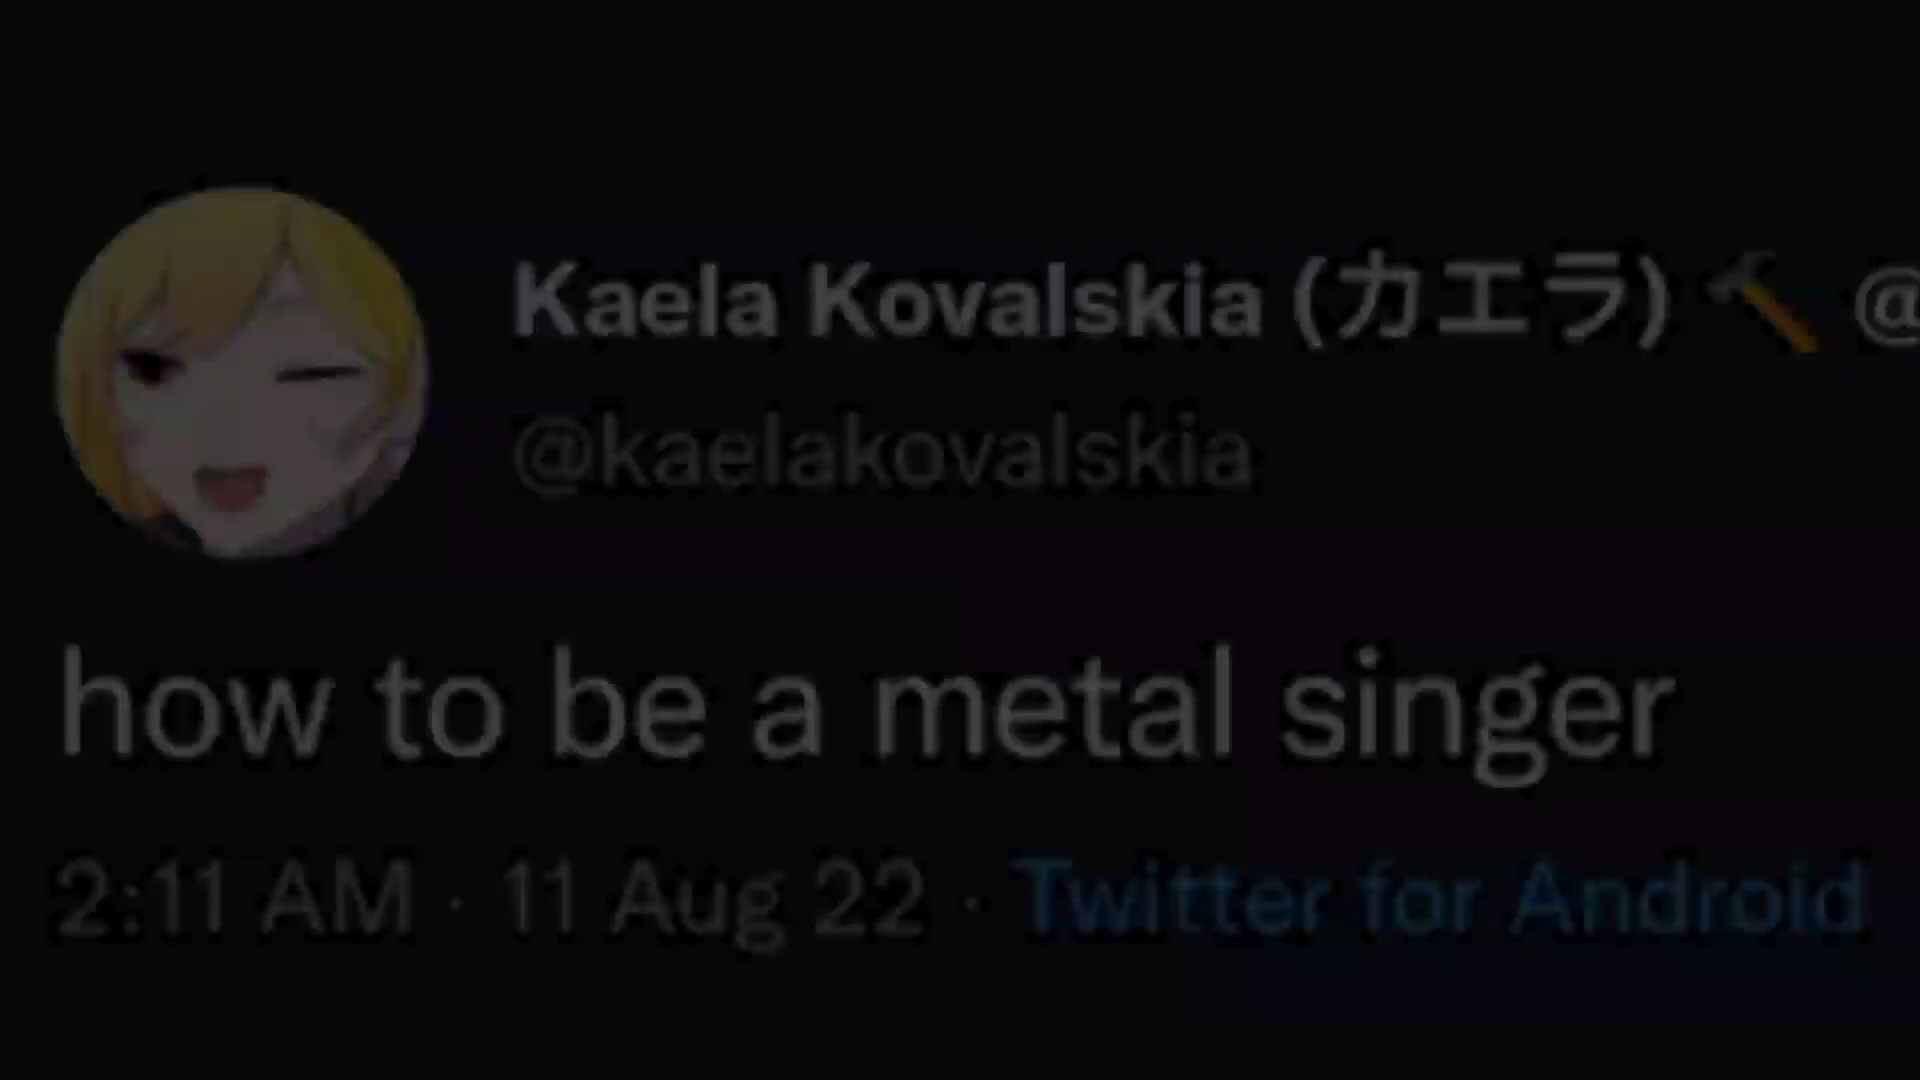 Kaela Kovalskia (カエラ) 🔨 @
@kaelakovalskia
how to be a metal singer
2:11 AM · 11 Aug 22 · Twitter for Android